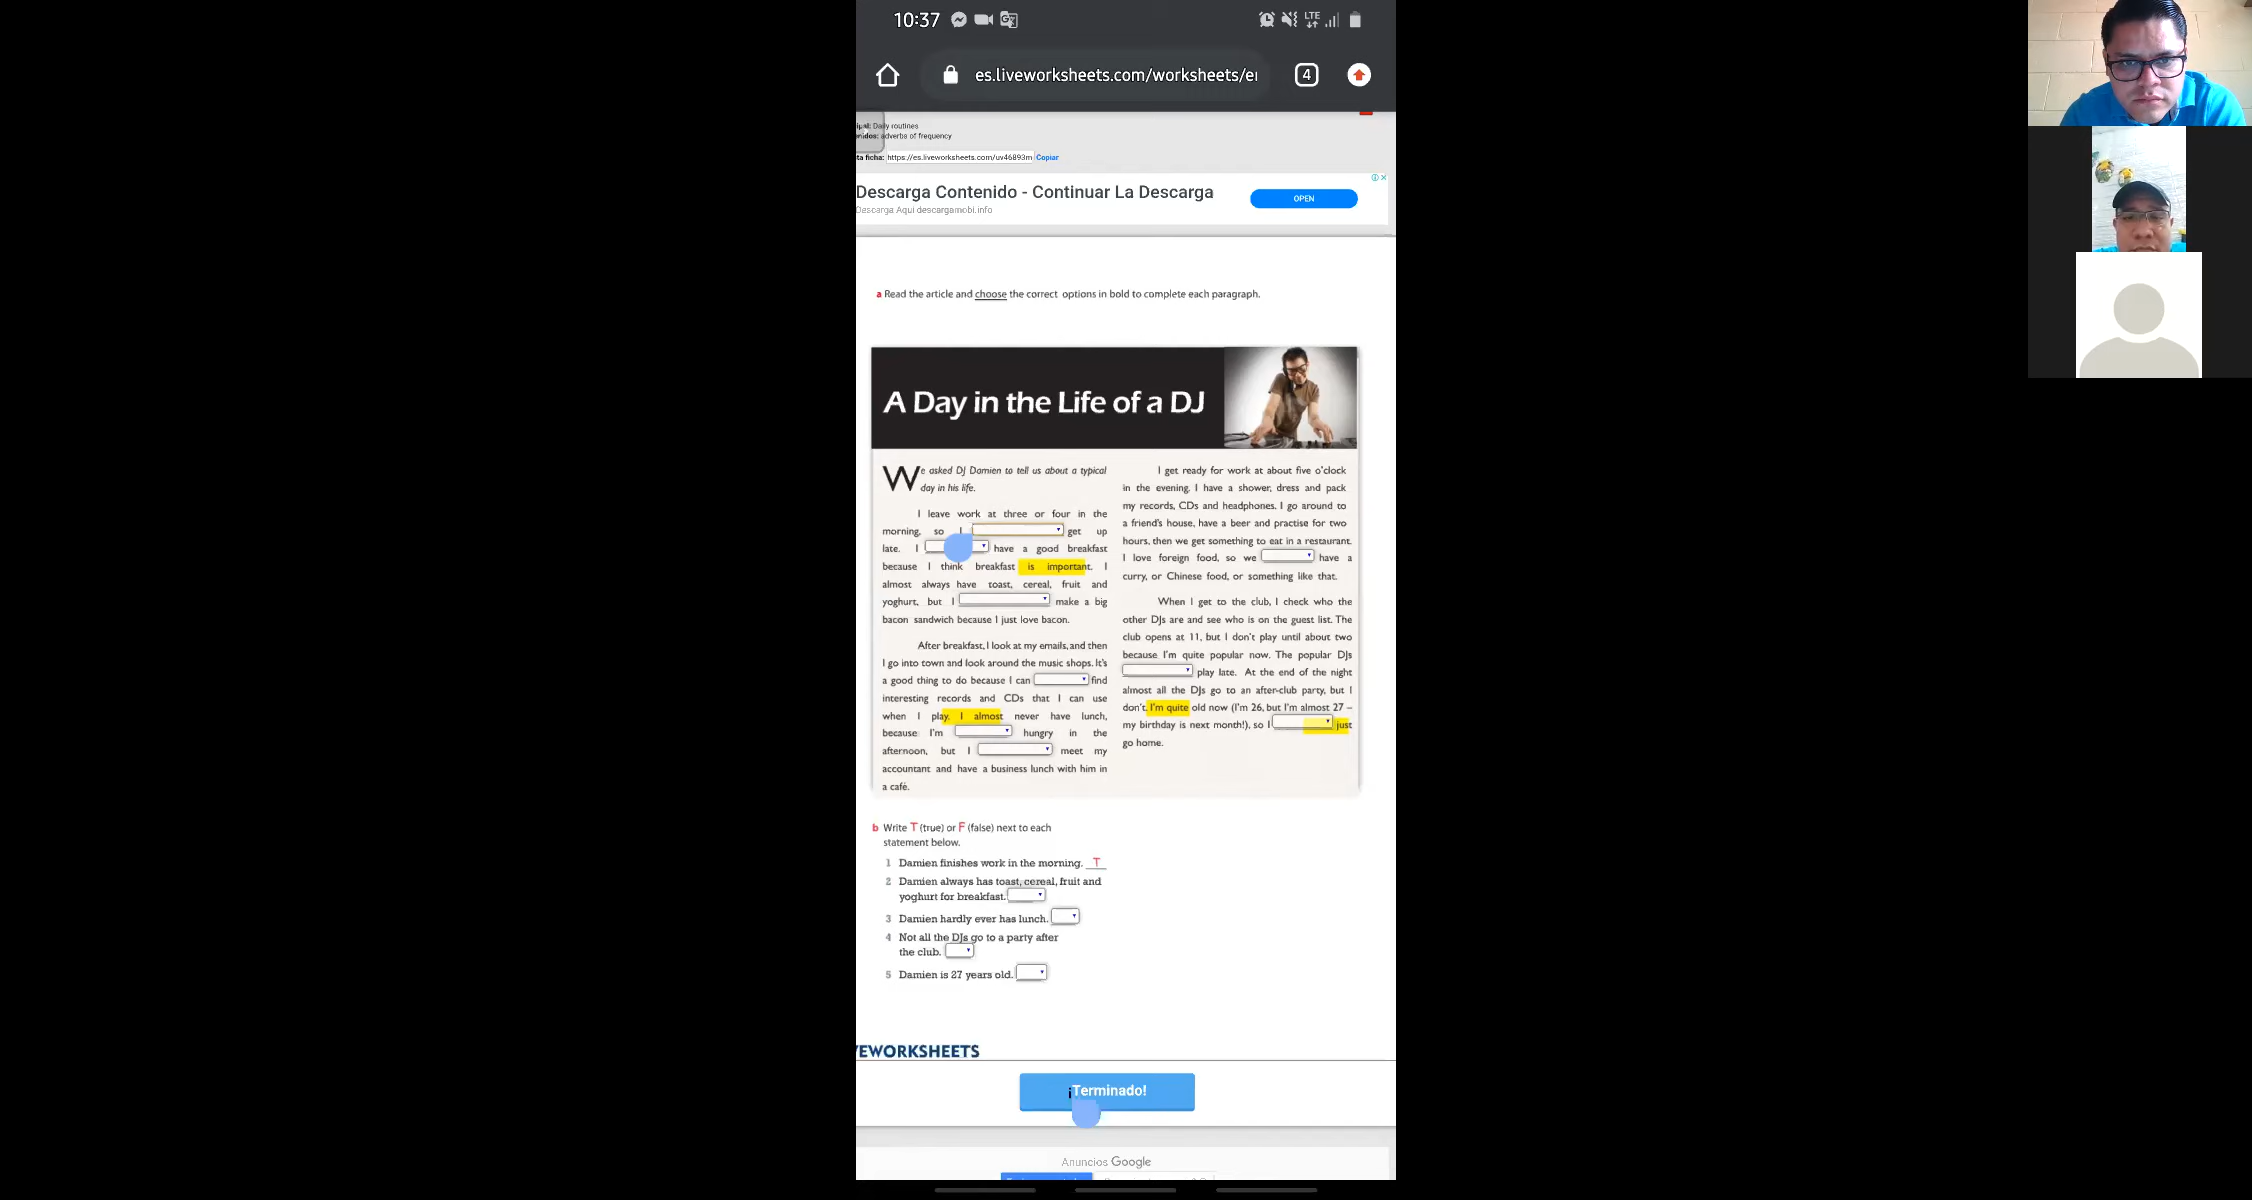 10:37
LTE
es.liveworksheets.com/worksheets/e
4
Daily routines
adverbs of frequency
ta ficha: https://es.liveworksheets.com/uv46893m Copiar
Descarga Contenido - Continuar La Descarga
Descarga Aqui descargamobi.info
OPEN
a Read the article and choose the correct options in bold to complete each paragraph.
A Day in the Life of a DJ
We asked DJ Damien to tell us about a typical
day in his life.
I leave work at three or four in the
morning, so I get up
late. I have a good breakfast
because I think breakfast is important. I
almost always have toast, cereal, fruit and
yoghurt, but I make a big
bacon sandwich because I just love bacon.
After breakfast, I look at my emails, and then
I go into town and look around the music shops. It's
a good thing to do because I can find
interesting records and CDs that I can use
when I play. I almost never have lunch,
because I'm hungry in the
afternoon, but I meet my
accountant and have a business lunch with him in
a café.
I get ready for work at about five o'clock
in the evening. I have a shower, dress and pack
my records, CDs and headphones. I go around to
a friend's house, have a beer and practise for two
hours, then we get something to eat in a restaurant.
I love foreign food, so we have a
curry, or Chinese food, or something like that.
When I get to the club, I check who the
other DJs are and see who is on the guest list. The
club opens at 11, but I don't play until about two
because I'm quite popular now. The popular DJs
play late. At the end of the night
almost all the DJs go to an after-club party, but I
don't. I'm quite old now (I'm 26, but I'm almost 27 –
my birthday is next month!), so I just
go home.
b Write T (true) or F (false) next to each
statement below.
1 Damien finishes work in the morning. T
2 Damien always has toast, cereal, fruit and
yoghurt for breakfast.
3 Damien hardly ever has lunch.
4 Not all the DJs go to a party after
the club.
5 Damien is 27 years old.
VEWORKSHEETS
¡Terminado!
Anuncios Google